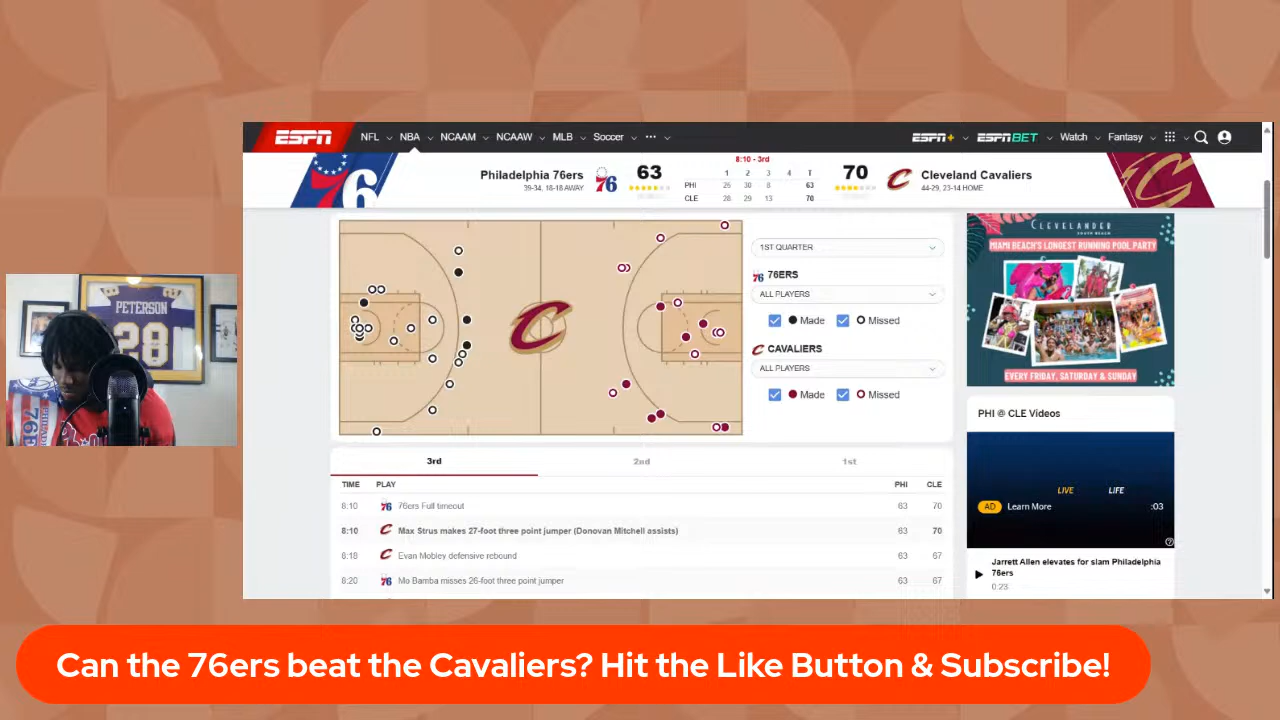 ESPN NFL NBA NCAAM NCAAW MLB Soccer ESPN+ ESPN BET Watch Fantasy
76
Philadelphia 76ers
39-34, 18-18 AWAY
63
8:10 - 3rd
1 2 3 4 T
PHI 25 30 8 63
CLE 28 29 13 70
70
Cleveland Cavaliers
44-29, 23-14 HOME
1ST QUARTER
76ERS
ALL PLAYERS
Made Missed
CAVALIERS
ALL PLAYERS
Made Missed
CLEVELANDER
SOUTH BEACH
MIAMI BEACH'S LONGEST RUNNING POOL PARTY
EVERY FRIDAY, SATURDAY & SUNDAY
PETERSON
28
3rd 2nd 1st
TIME PLAY PHI CLE
8:10 76ers Full timeout 63 70
8:10 Max Strus makes 27-foot three point jumper (Donovan Mitchell assists) 63 70
8:18 Evan Mobley defensive rebound 63 67
8:20 Mo Bamba misses 26-foot three point jumper 63 67
PHI @ CLE Videos
LIVE LIFE
AD Learn More :03
Jarrett Allen elevates for slam Philadelphia
76ers
0:23
Can the 76ers beat the Cavaliers? Hit the Like Button & Subscribe!